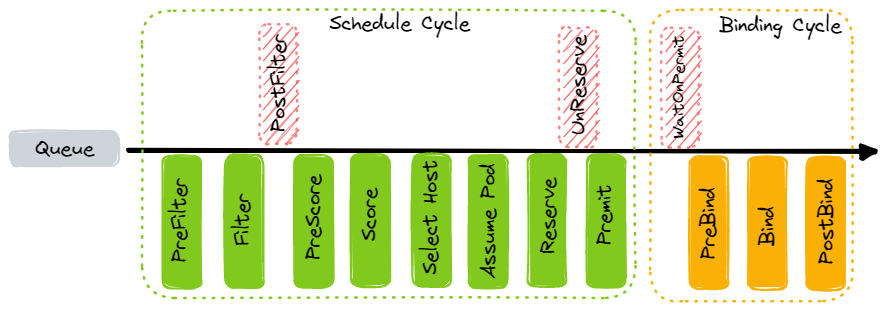 Schedule Cycle
Binding Cycle
Queue
PostFilter
UnReserve
WaitOnPermit
PreFilter
Filter
PreScore
Score
Select Host
Assume Pod
Reserve
Premit
PreBind
Bind
PostBind